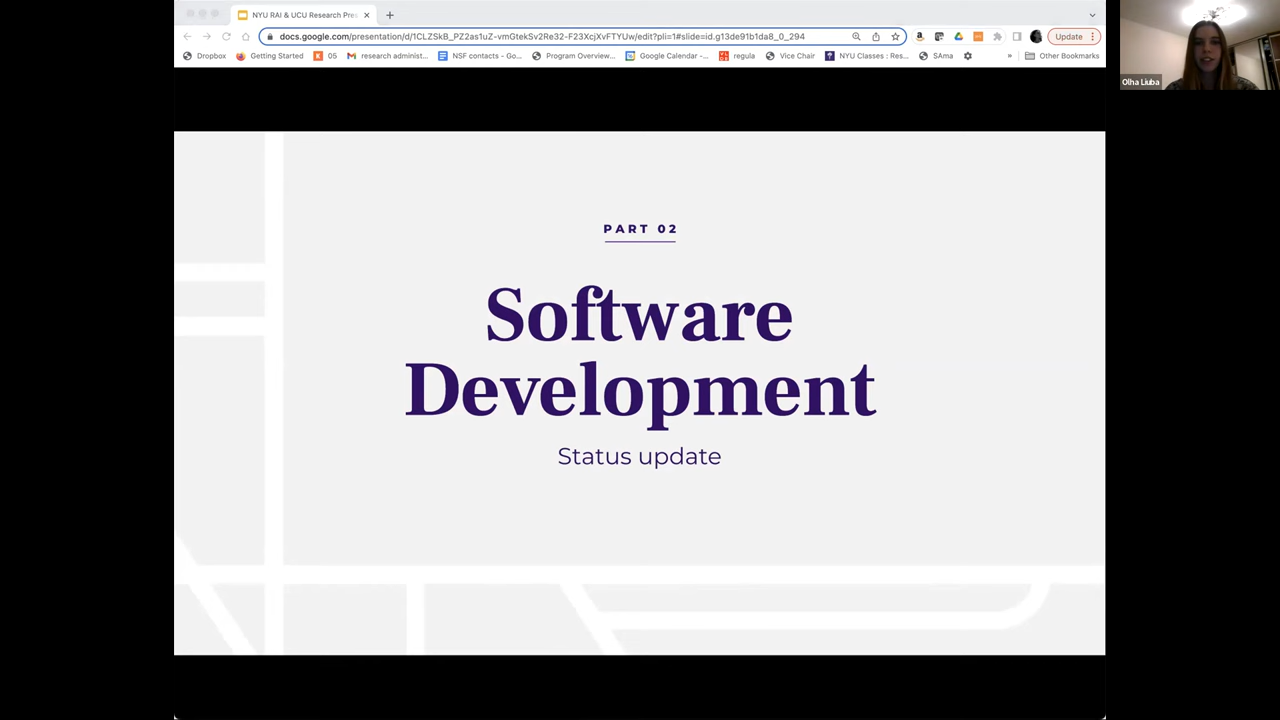 NYU RAI & UCU Research Pres
docs.google.com/presentation/d/1CLZSkB_PZ2as1uZ-vmGtekSv2Re32-F23XcjXvFTYUw/edit?pli=1#slide=id.g13de91b1da8_0_294
Update
Dropbox Getting Started 05 research administ... NSF contacts - Go... Program Overview... Google Calendar -... regula Vice Chair NYU Classes : Res... SAma » Other Bookmarks
Olha Liuba
PART 02
Software
Development
Status update